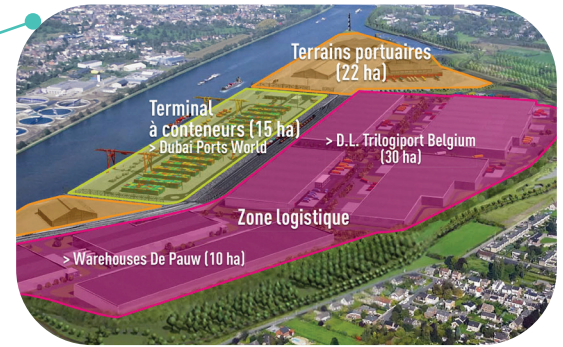 Terrains portuaires
(22 ha)
Terminal
à conteneurs (15 ha)
> Dubai Ports World
> D.L. Trilogiport Belgium
(30 ha)
Zone logistique
> Warehouses De Pauw (10 ha)